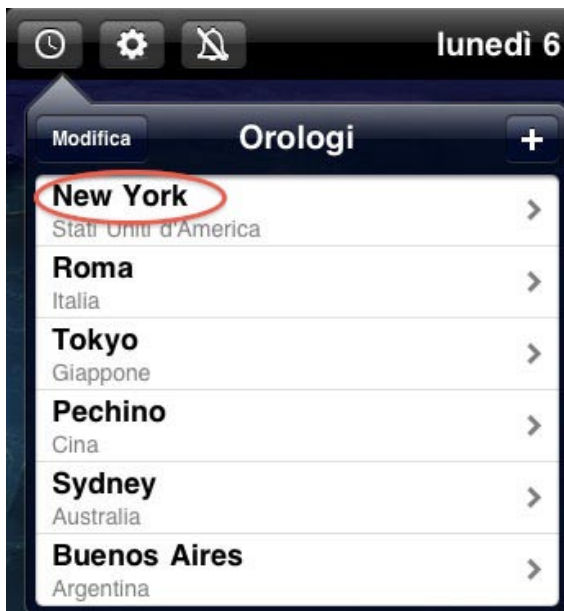 lunedì 6
Modifica
Orologi
+
New York
Stati Uniti d'America
Roma
Italia
Tokyo
Giappone
Pechino
Cina
Sydney
Australia
Buenos Aires
Argentina